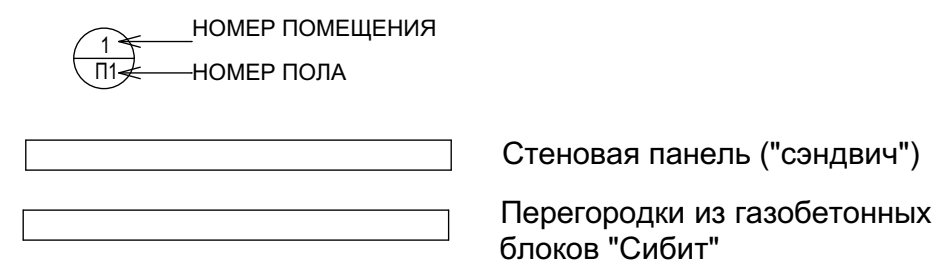 1 НОМЕР ПОМЕЩЕНИЯ
П1 НОМЕР ПОЛА
Стеновая панель ("сэндвич")
Перегородки из газобетонных
блоков "Сибит"